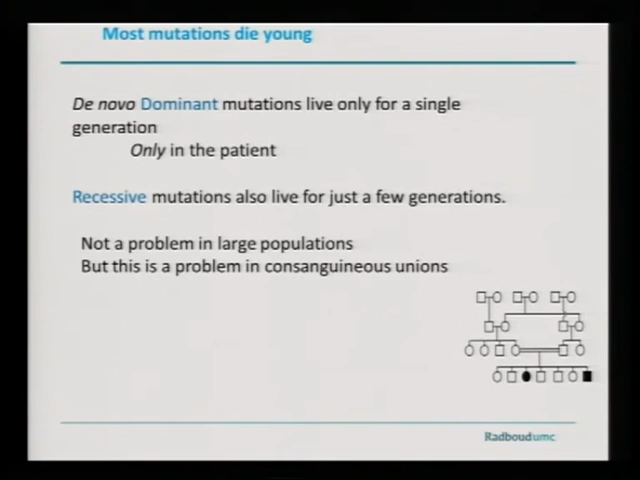 Most mutations die young
De novo Dominant mutations live only for a single
generation
Only in the patient
Recessive mutations also live for just a few generations.
Not a problem in large populations
But this is a problem in consanguineous unions
Radboudumc